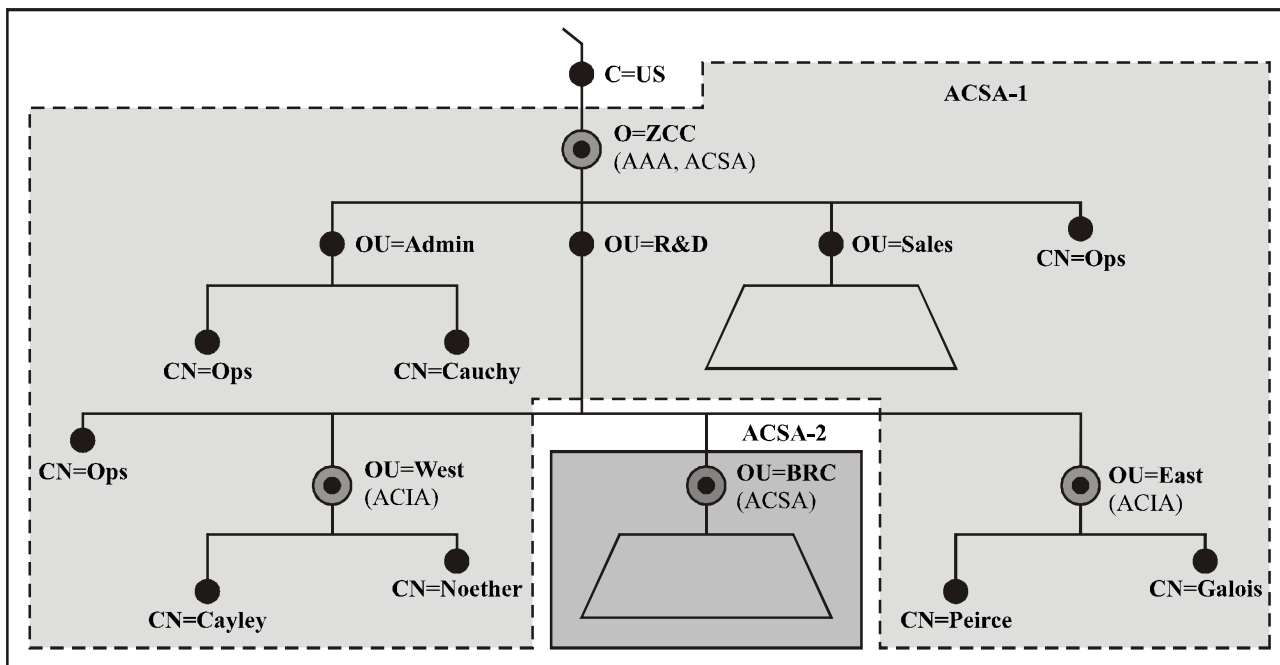 C=US
ACSA-1
O=ZCC
(AAA, ACSA)
OU=Admin
OU=R&D
OU=Sales
CN=Ops
CN=Ops
CN=Cauchy
ACSA-2
CN=Ops
OU=West
(ACIA)
OU=BRC
(ACSA)
OU=East
(ACIA)
CN=Noether
CN=Galois
CN=Cayley
CN=Peirce